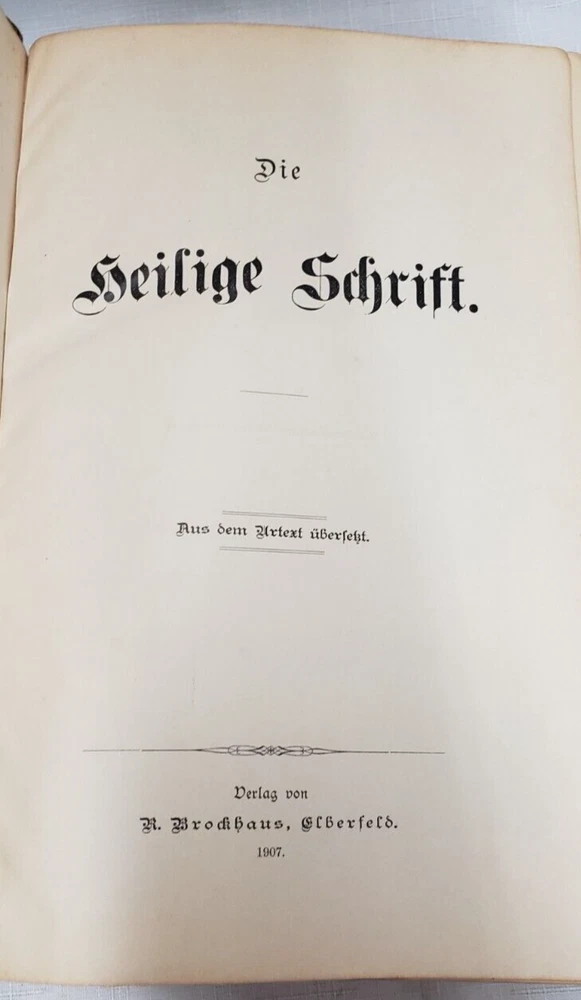 Die
Heilige Schrift.
Aus dem Urtext überſetzt.
Verlag von
R. Brockhaus, Elberfeld.
1907.